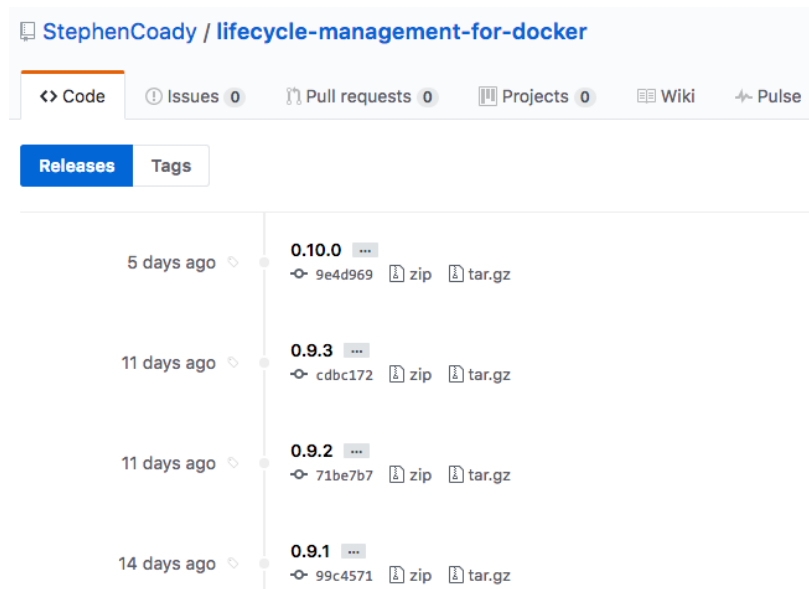 StephenCoady / lifecycle-management-for-docker
Code Issues 0 Pull requests 0 Projects 0 Wiki Pulse
Releases Tags
5 days ago 0.10.0 ...
9e4d969 zip tar.gz
11 days ago 0.9.3 ...
cdbc172 zip tar.gz
11 days ago 0.9.2 ...
71be7b7 zip tar.gz
14 days ago 0.9.1 ...
99c4571 zip tar.gz